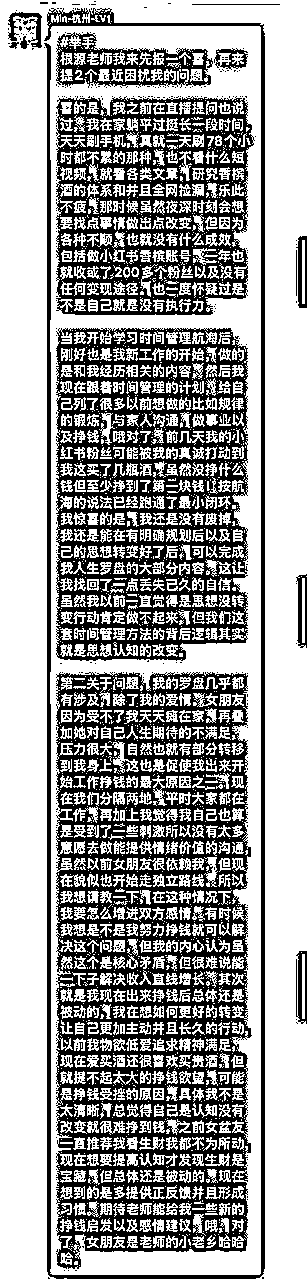 Min-杭州-LV1
根源老师我来先报一个喜，再来
提2个最近困扰我的问题。
喜的是，我之前在直播提问也说
过，我在家躺平过挺长一段时间，
天天刷手机，真就一天刷78个小
时都不累的那种，也不看什么短
视频，就看各类文章，研究香槟
酒的体系和并且全网捡漏，乐此
不疲，那时候虽然夜深时刻会想
要找点事情做出点改变，但因为
各种不顺，也就没有什么成效，
包括做小红书香槟账号，三年也
就收或了200多个粉丝以及没有
任何变现途径，也一度怀疑过是
不是自己就是没有执行力。
当我开始学习时间管理航海后，
刚好也是我新工作的开始，做的
是和我经历相关的内容，然后我
现在跟着时间管理的计划，给自
己列了很多以前想做的比如规律
的锻炼，与家人沟通，做事业以
及挣钱，哦对了，前几天我的小
红书粉丝可能被我的真诚打动到
我这买了几瓶酒，虽然没挣什么
钱但至少挣到了第一块钱，按航
海的说法已经跑通了最小闭环，
我惊喜的是，我还是没有废掉，
我还是能在有明确规划后以及自
己的思想转变好了后，可以完成
我人生罗盘的大部分内容，这让
我找回了一点丢失己久的自信。
虽然我以前一直觉得是思想没转
变行动肯定做不起来，但我们这
套时间管理方法的背后逻辑其实
就是思想认知的改变。
第二关于问题，我的罗盘几乎都
有涉及，除了我的爱情，女朋友
因为受不了我天天瘫在家，再叠
加她对自己人生期待的不满足，
压力很大，自然也就有部分转移
到我身上，这也是促使我出来开
始工作挣钱的最大原因之一，现
在我们分隔两地，平时大家都在
工作，再加上我觉得我自己也算
是受到了一些刺激所以没有太多
意愿去做能提供情绪价值的沟通，
虽然以前女朋友很依赖我，但现
在貌似也开始走独立路线，所以
我想请教一下，在这种情况下，
我要怎么增进双方感情，有时候
我想是不是我努力挣钱就可以解
决这个问题，但我的内心认为虽
然这个是核心矛盾，但很难说能
一下子解决收入直线增长，其次
就是我现在出来挣钱后总体还是
被动的，我在想如何更好的转变
让自己更加主动并且长久的行动，
以前我物欲低爱追求精神满足，
现在爱买酒还很喜欢买贵酒，但
就提不起太大的挣钱欲望，可能
是挣钱受挫的原因，具体我不是
太清晰，总觉得自己是认知没有
改变就很难挣到钱，之前女盆友
一直推荐我看生财我都不为所动，
现在想要提高认知才发现生财是
宝藏，但总体还是被动的，现在
想到的是多提供正反馈并且形成
习惯，期待能给我一些新的
挣钱启发以及感情建议，哦，对
了，女朋友是老师的小老乡哈哈
哈。